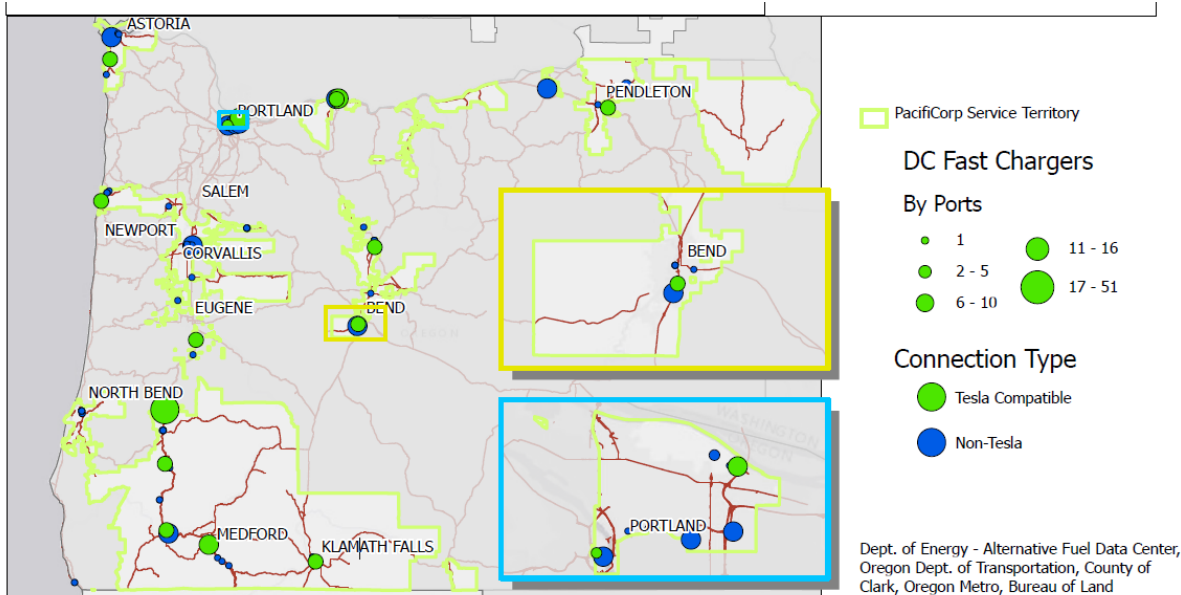 ASTORIA
PORTLAND
PENDLETON
SALEM
NEWPORT
CORVALLIS
EUGENE
BEND
OREGON
NORTH BEND
MEDFORD
KLAMATH FALLS
BEND
WASHINGTON
OREGON
PORTLAND
PacifiCorp Service Territory
DC Fast Chargers
By Ports
1
2 - 5
6 - 10
11 - 16
17 - 51
Connection Type
Tesla Compatible
Non-Tesla
Dept. of Energy - Alternative Fuel Data Center,
Oregon Dept. of Transportation, County of
Clark, Oregon Metro, Bureau of Land